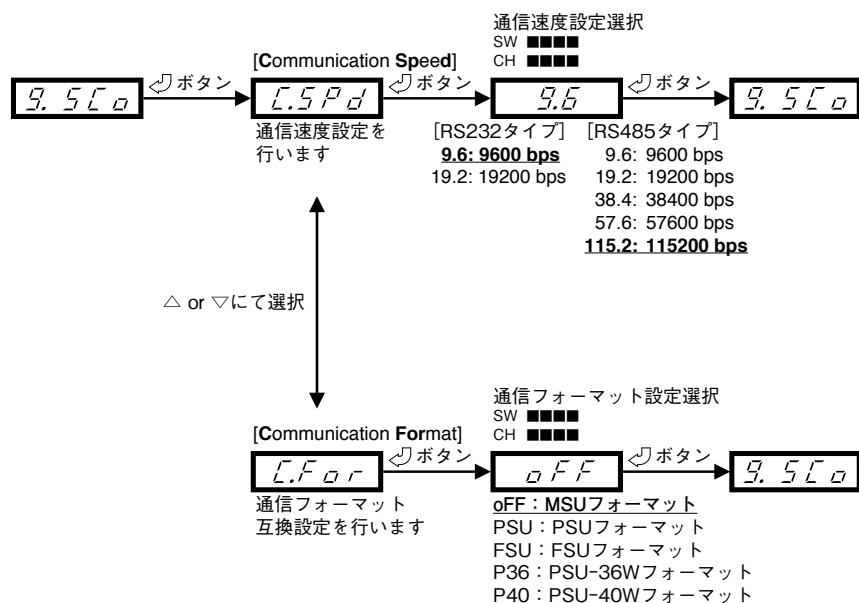 通信速度設定選択
SW ■■■■
CH ■■■■
[Communication Speed]
9. SCo
ボタン
C.SPd
ボタン
9.6
ボタン
9. SCo
通信速度設定を
行います
[RS232タイプ]
9.6: 9600 bps
19.2: 19200 bps
[RS485タイプ]
9.6: 9600 bps
19.2: 19200 bps
38.4: 38400 bps
57.6: 57600 bps
115.2: 115200 bps
△ or ▽にて選択
通信フォーマット設定選択
SW ■■■■
CH ■■■■
[Communication Format]
C.For
ボタン
oFF
ボタン
9. SCo
通信フォーマット
互換設定を行います
oFF：MSUフォーマット
PSU：PSUフォーマット
FSU：FSUフォーマット
P36：PSU-36Wフォーマット
P40：PSU-40Wフォーマット